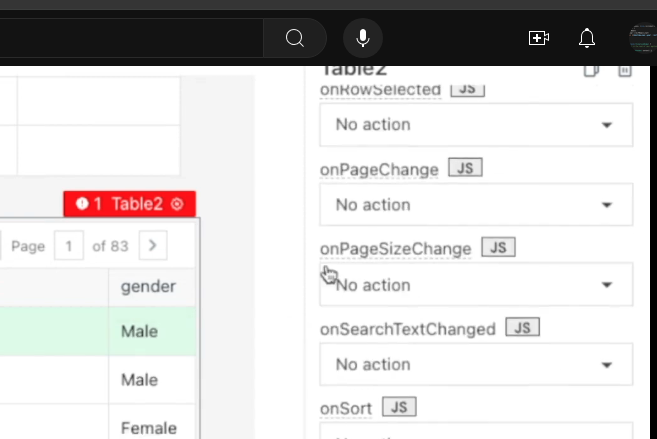 Table2
onRowSelected JS
No action
onPageChange JS
No action
1 Table2
Page 1 of 83
onPageSizeChange JS
gender
No action
Male
onSearchTextChanged JS
No action
Male
onSort JS
Female